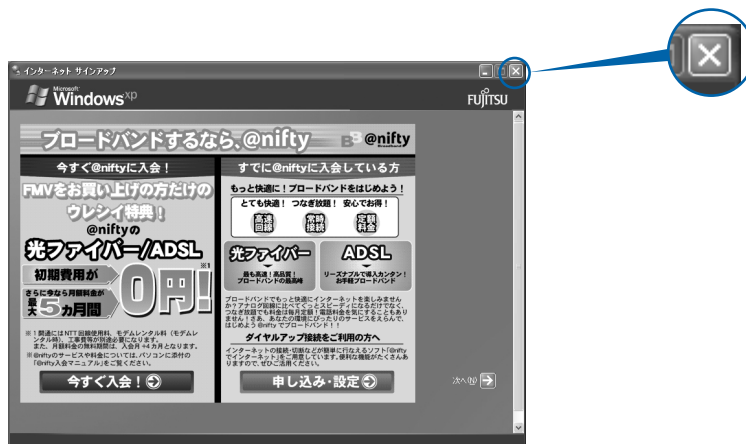 インターネット サインアップ
Microsoft
Windows xp
FUJITSU
ブロードバンドするなら、@nifty
B3 @nifty
Broadband
今すぐ@niftyに入会！
FMVをお買い上げの方だけの
ウレシイ特典！
@niftyの
光ファイバー/ADSL
初期費用が
0円！※1
さらに今なら月額料金が
最大5カ月間
※1 開通にはNTT回線使用料、モデムレンタル料（モデムレ
ンタル時）、工事費等が別途必要になります。
また、月額料金の無料期間は、入会月+4カ月となります。
※@niftyのサービスや料金については、パソコンに添付の
「@nifty入会マニュアル」をご覧ください。
今すぐ入会！
すでに@niftyに入会している方
もっと快適に！ブロードバンドをはじめよう！
とても快適！ つなぎ放題！ 安心でお得！
高速回線 常時接続 定額料金
光ファイバー
最も高速！高品質！
ブロードバンドの最高峰
ADSL
リーズナブルで導入カンタン！
お手軽ブロードバンド
ブロードバンドでもっと快適にインターネットを楽しみません
か？アナログ回線に比べてぐっとスピーディになるだけでなく、
つなぎ放題でも料金は毎月定額！電話料金を気にすることもあり
ません！さあ、あなたの環境にぴったりのサービスをえらんで、
はじめよう @nifty でブロードバンド！！
ダイヤルアップ接続をご利用の方へ
インターネットの接続・切断などが簡単に行なえるソフト「@nifty
でインターネット」をご用意しています。便利な機能がたくさんあ
りますので、ぜひご活用ください。
申し込み・設定
次へ(N)